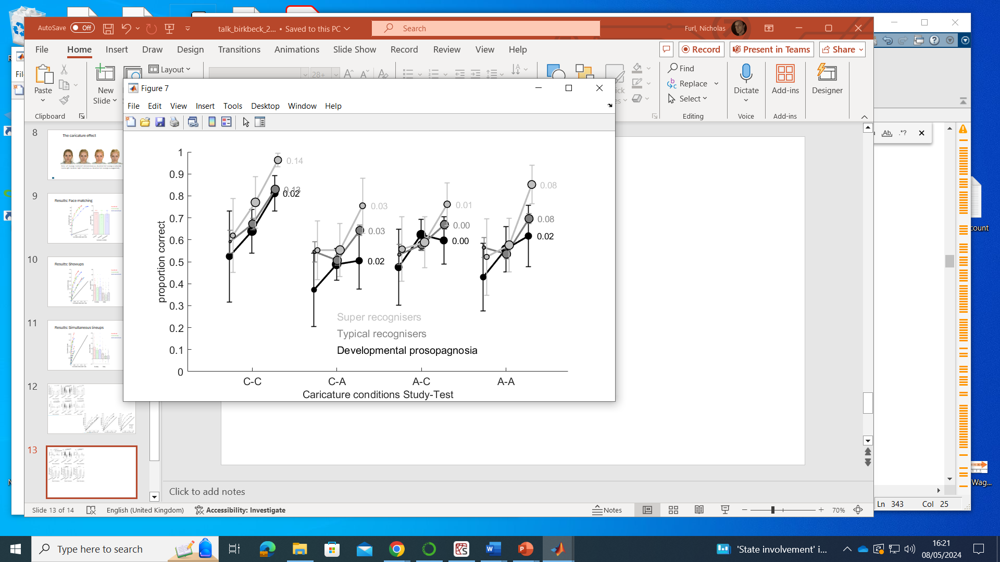 AutoSave Off
talk_birkbeck_2... • Saved to this PC
Search
Furl, Nicholas
File Home Insert Draw Design Transitions Animations Slide Show Record Review View Help
Record
Present in Teams
Share
Paste
Clipboard
New
Slide
Layout
28+
Find
Replace
Select
Editing
Dictate
Voice
Add-ins
Add-ins
Designer
Figure 7
File Edit View Insert Tools Desktop Window Help
1
0.9
0.8
0.7
0.6
0.5
0.4
0.3
0.2
0.1
0
proportion correct
0.14
0.13
0.02
0.03
0.03
0.02
0.01
0.00
0.00
0.08
0.08
0.02
Super recognisers
Typical recognisers
Developmental prosopagnosia
C-C C-A A-C A-A
Caricature conditions Study-Test
8
The caricature effect
9
Results: Face matching
10
Results: Showups
11
Results: Simultaneous lineups
12
13
Click to add notes
Slide 13 of 14
English (United Kingdom)
Accessibility: Investigate
Notes
70%
Ln 343 Col 25
count
Wag...
Type here to search
'State involvement' i...
16:21
08/05/2024